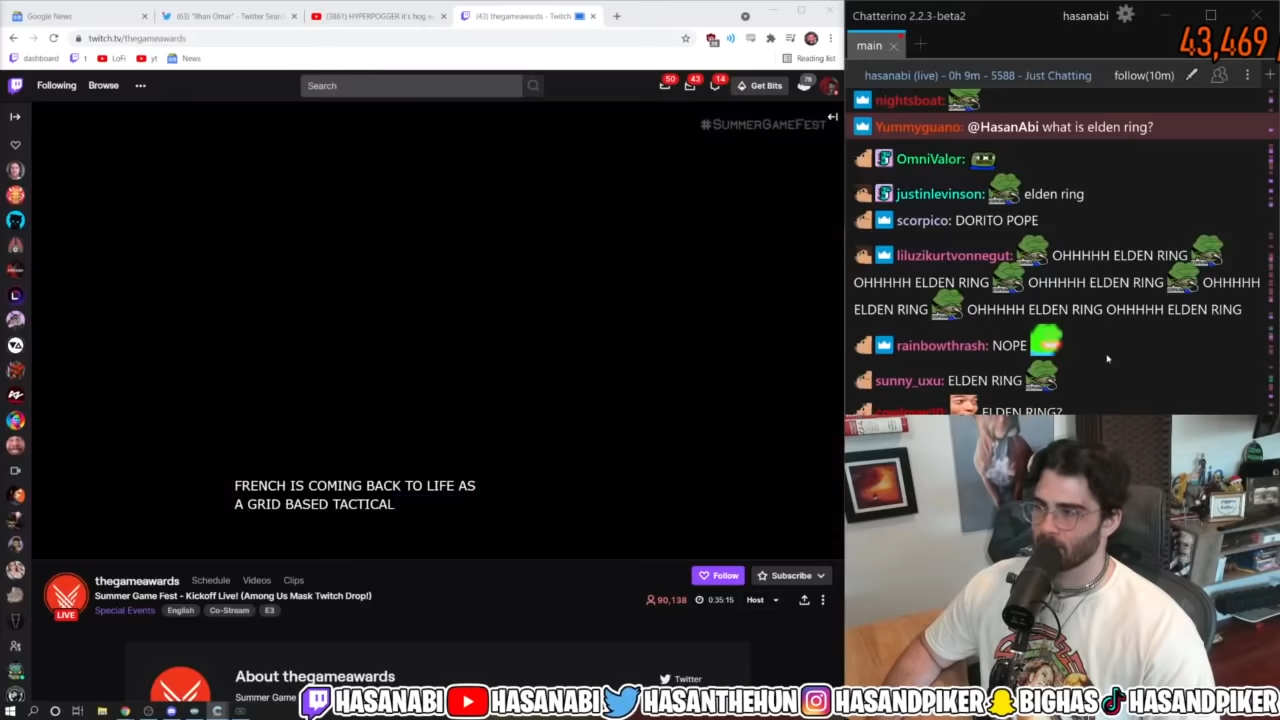 Google News
(63) "Ilhan Omar" - Twitter Sear
(3861) HYPERPOGGER it's hog w
(43) thegameawards - Twitch
twitch.tv/thegameawards
dashboard
t
LoFi
yt
News
Reading list
Following
Browse
Search
50
43
14
Get Bits
78
#SUMMERGAMEFEST
FRENCH IS COMING BACK TO LIFE AS
A GRID BASED TACTICAL
LIVE
thegameawards
Schedule
Videos
Clips
Follow
Subscribe
Summer Game Fest - Kickoff Live! (Among Us Mask Twitch Drop!)
90,138
0:35:15
Host
Special Events
English
Co-Stream
E3
About thegameawards
Twitter
Summer Game
Chatterino 2.2.3-beta2
hasanabi
43,469
main
hasanabi (live) - 0h 9m - 5588 - Just Chatting
follow(10m)
nightsboat:
Yummyguano: @HasanAbi what is elden ring?
OmniValor:
justinlevinson: elden ring
scorpico: DORITO POPE
liluzikurtvonnegut: OHHHHH ELDEN RING
OHHHHH ELDEN RING OHHHHH ELDEN RING OHHHHH
ELDEN RING OHHHHH ELDEN RING OHHHHH ELDEN RING
rainbowthrash: NOPE
sunny_uxu: ELDEN RING
ELDEN RING?
HASANABI HASANABI HASANTHEHUN HASANDPIKER BIGHAS HASANDPIKER